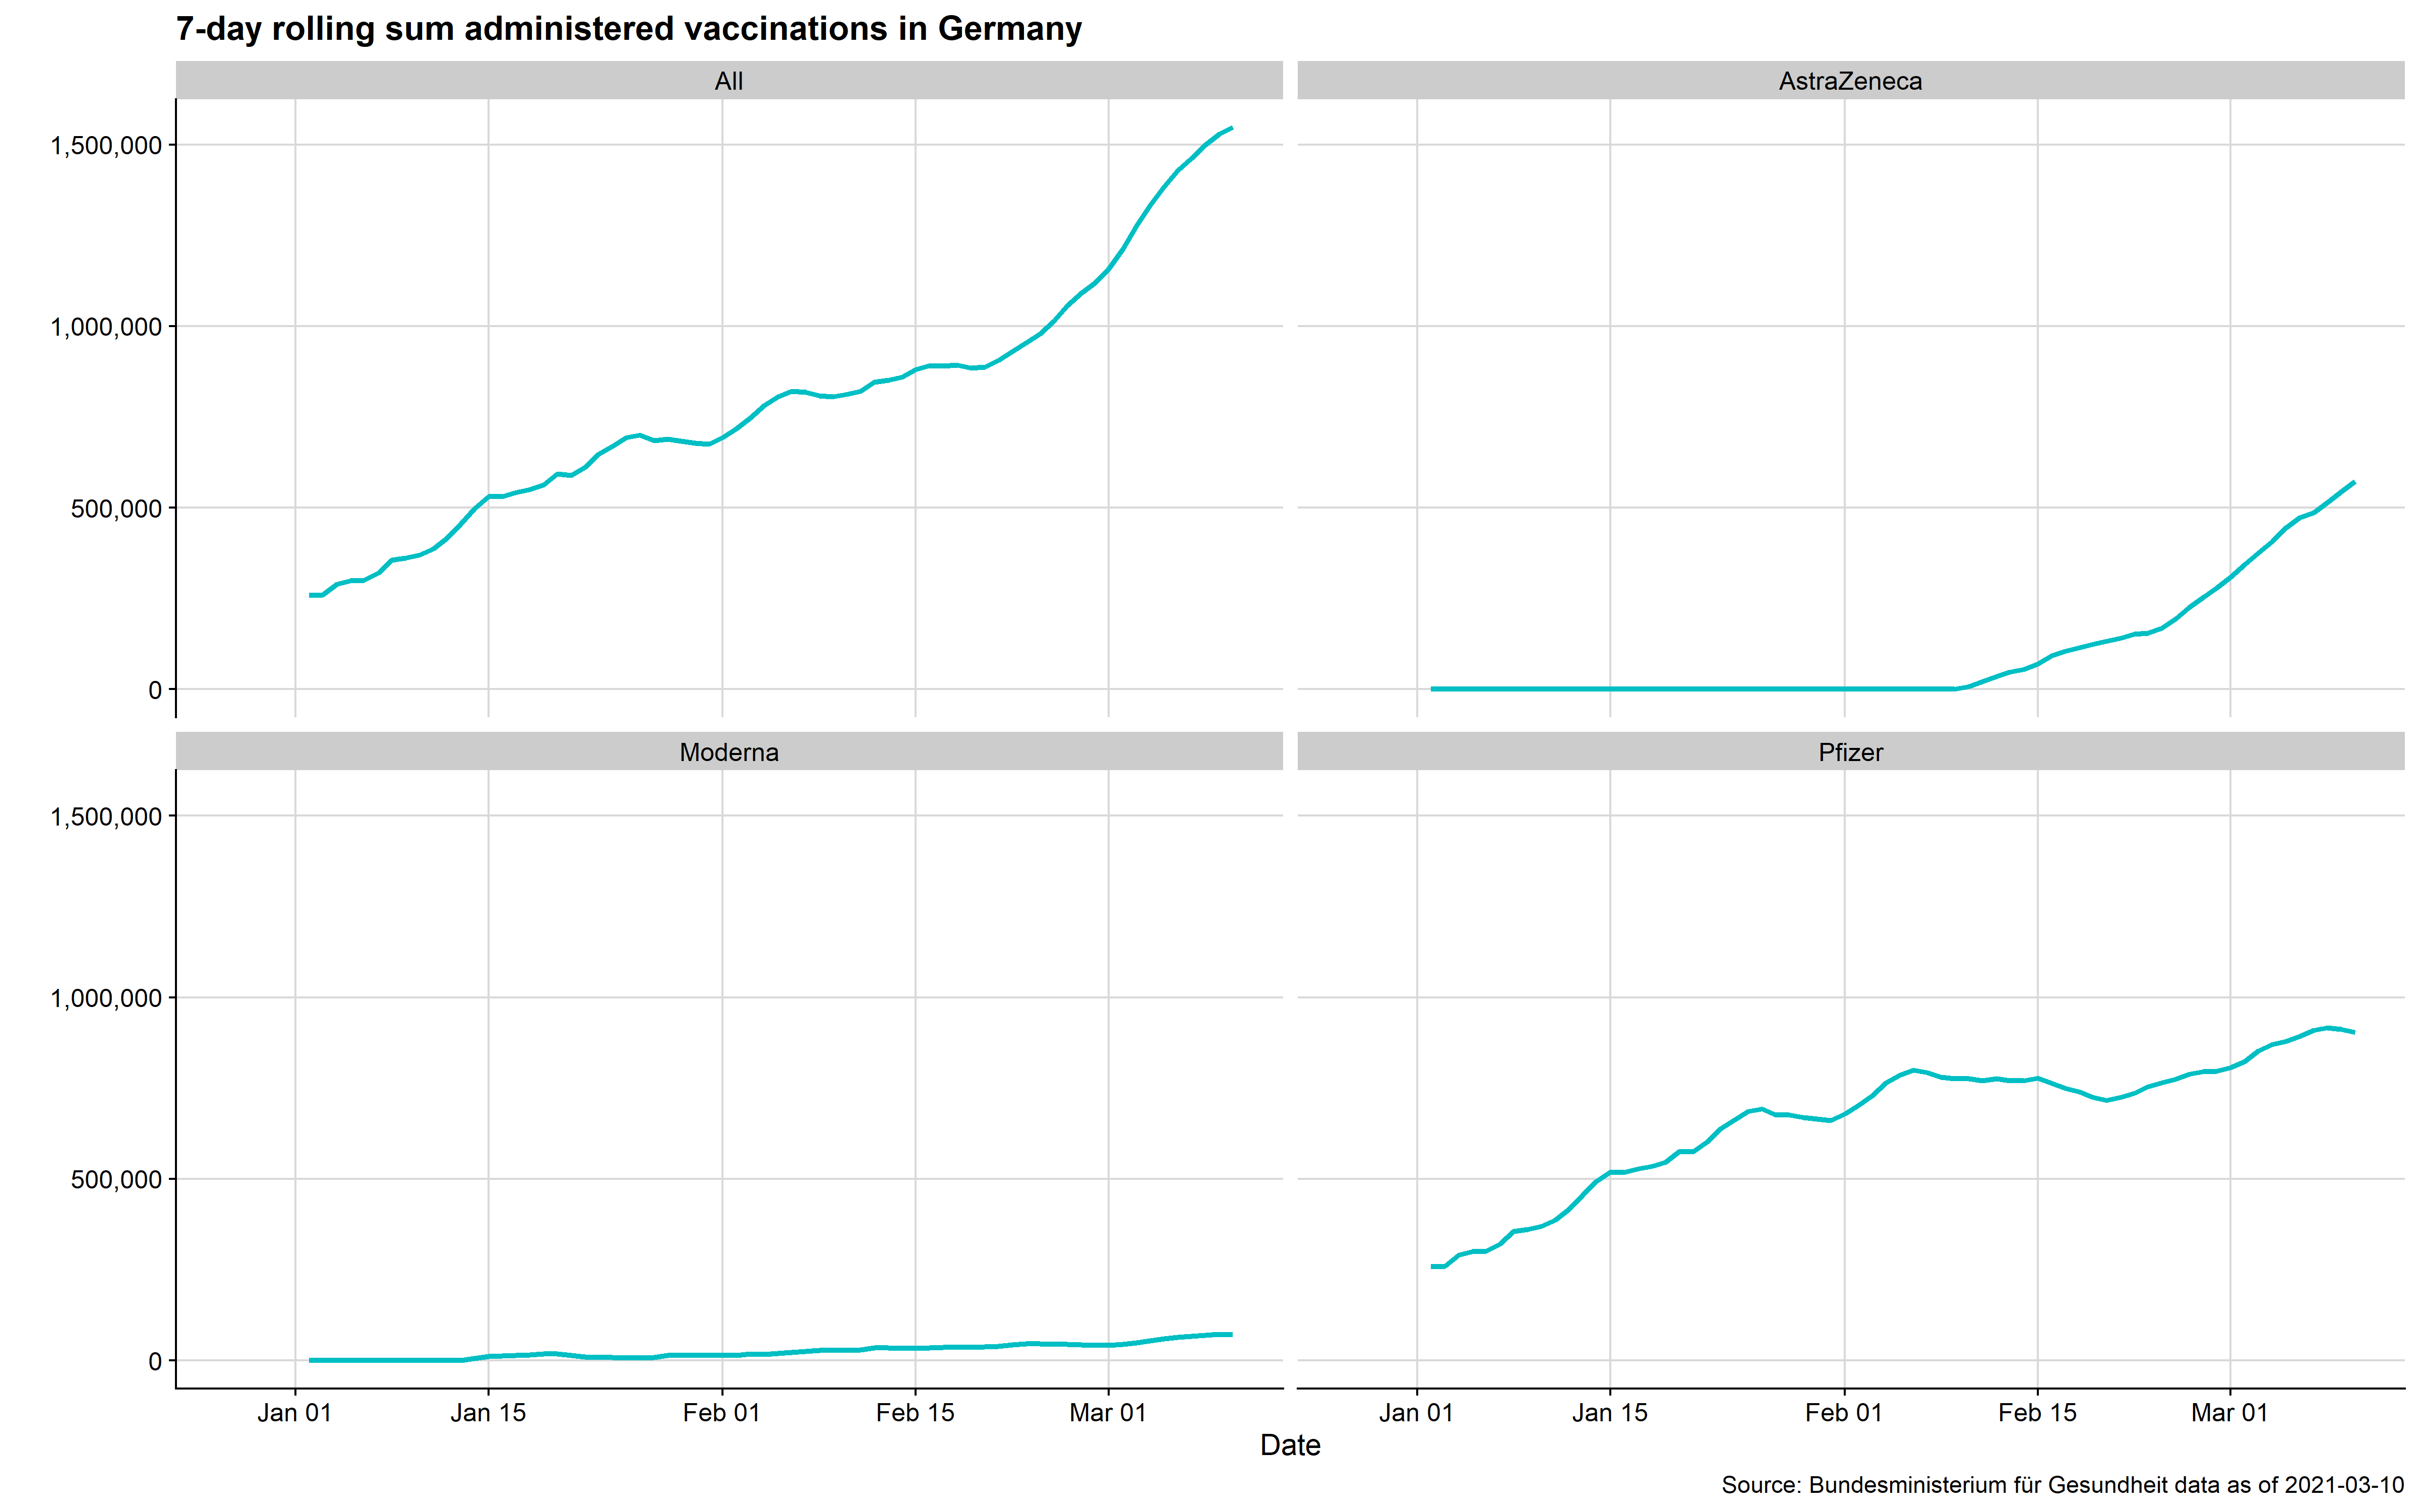 7-day rolling sum administered vaccinations in Germany
All
AstraZeneca
1,500,000
1,000,000
500,000
0
Moderna
Pfizer
1,500,000
1,000,000
500,000
0
Jan 01
Jan 15
Feb 01
Feb 15
Mar 01
Jan 01
Jan 15
Feb 01
Feb 15
Mar 01
Date
Source: Bundesministerium für Gesundheit data as of 2021-03-10